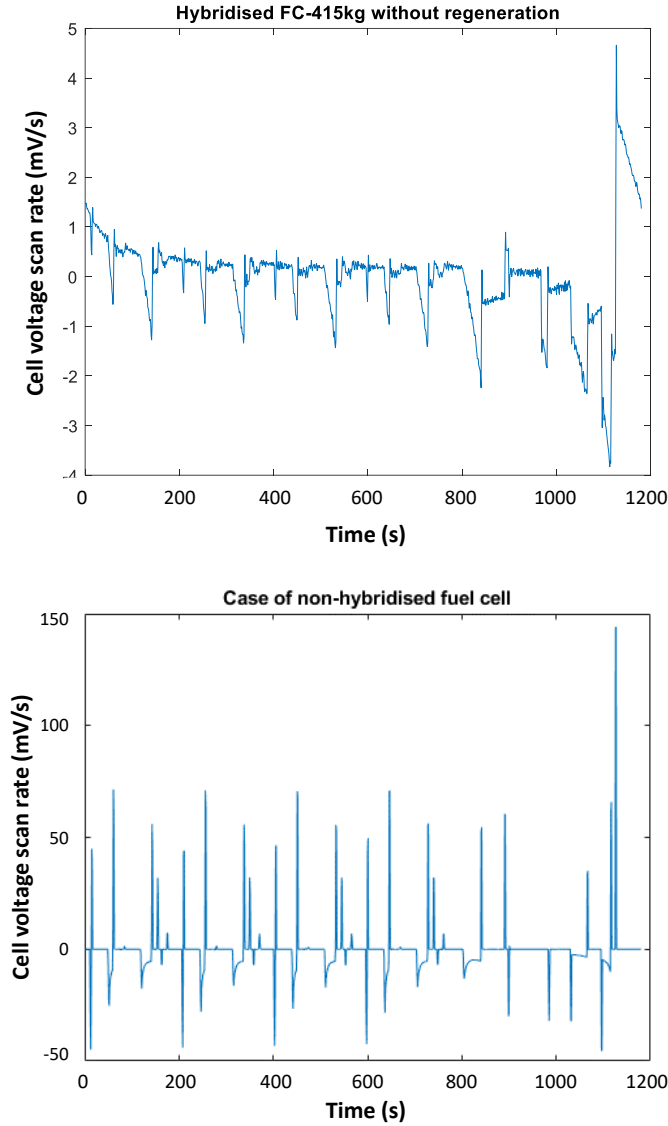 Hybridised FC-415kg without regeneration
5
4
3
2
1
0
-1
-2
-3
-4
Cell voltage scan rate (mV/s)
0 200 400 600 800 1000 1200
Time (s)
Case of non-hybridised fuel cell
150
100
50
0
-50
Cell voltage scan rate (mV/s)
0 200 400 600 800 1000 1200
Time (s)